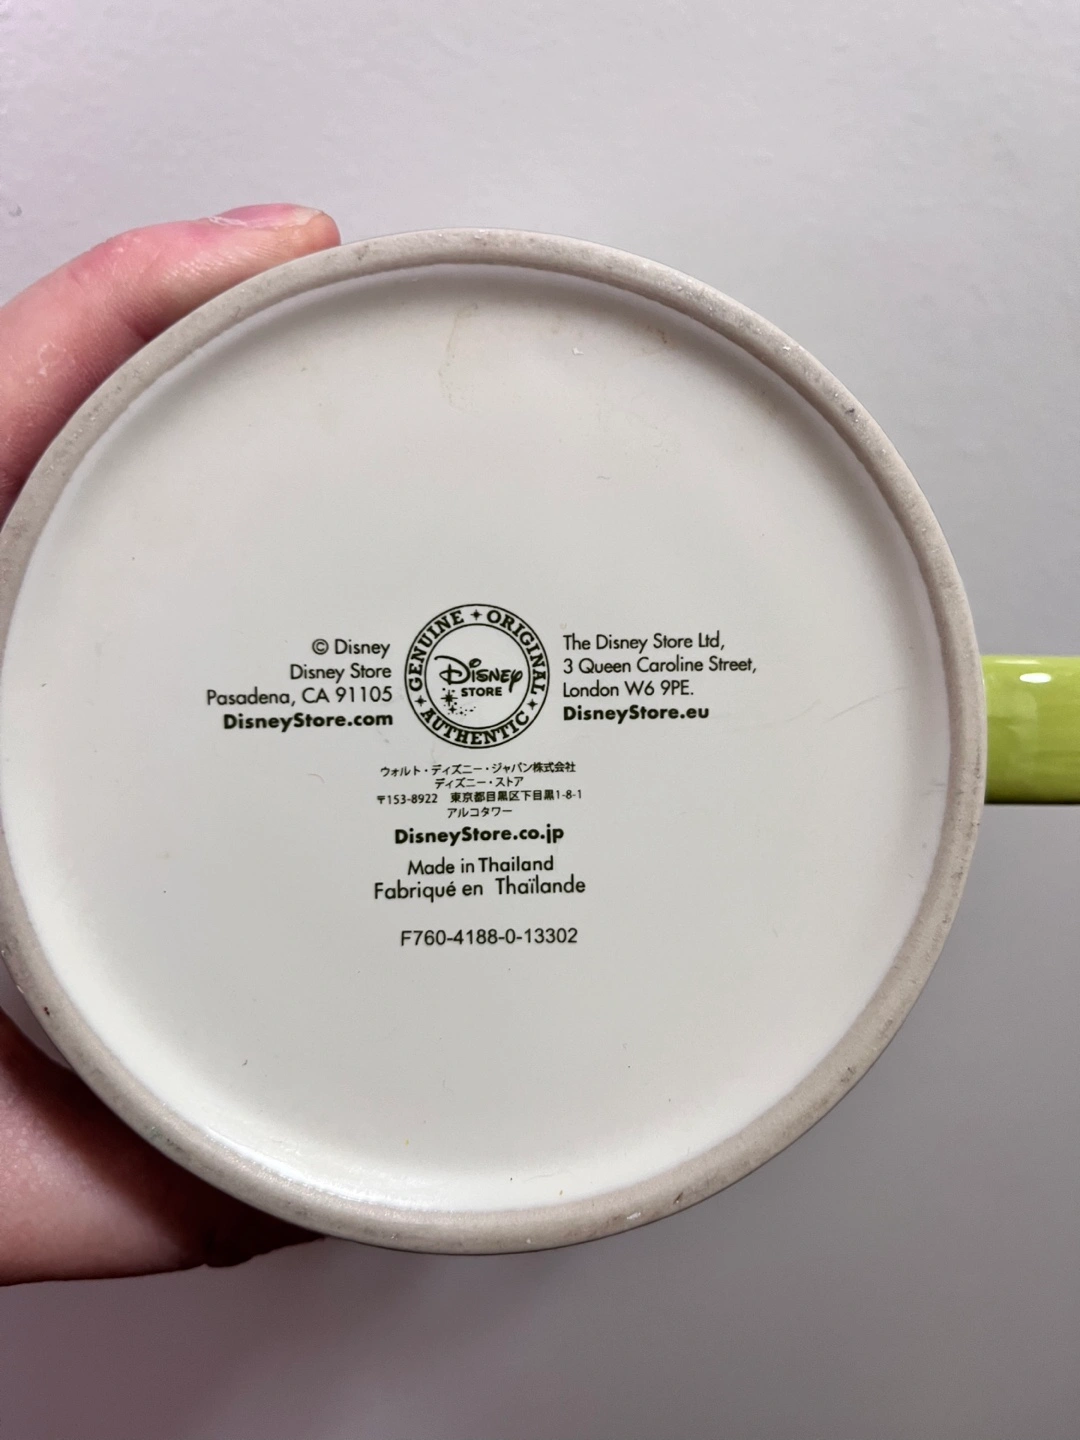 © Disney
Disney Store
Pasadena, CA 91105
DisneyStore.com
GENUINE ORIGINAL
AUTHENTIC
Disney
STORE
The Disney Store Ltd,
3 Queen Caroline Street,
London W6 9PE.
DisneyStore.eu
ウォルト・ディズニー・ジャパン株式会社
ディズニー・ストア
〒153-8922 東京都目黒区下目黒1-8-1
アルコタワー
DisneyStore.co.jp
Made in Thailand
Fabriqué en Thaïlande
F760-4188-0-13302